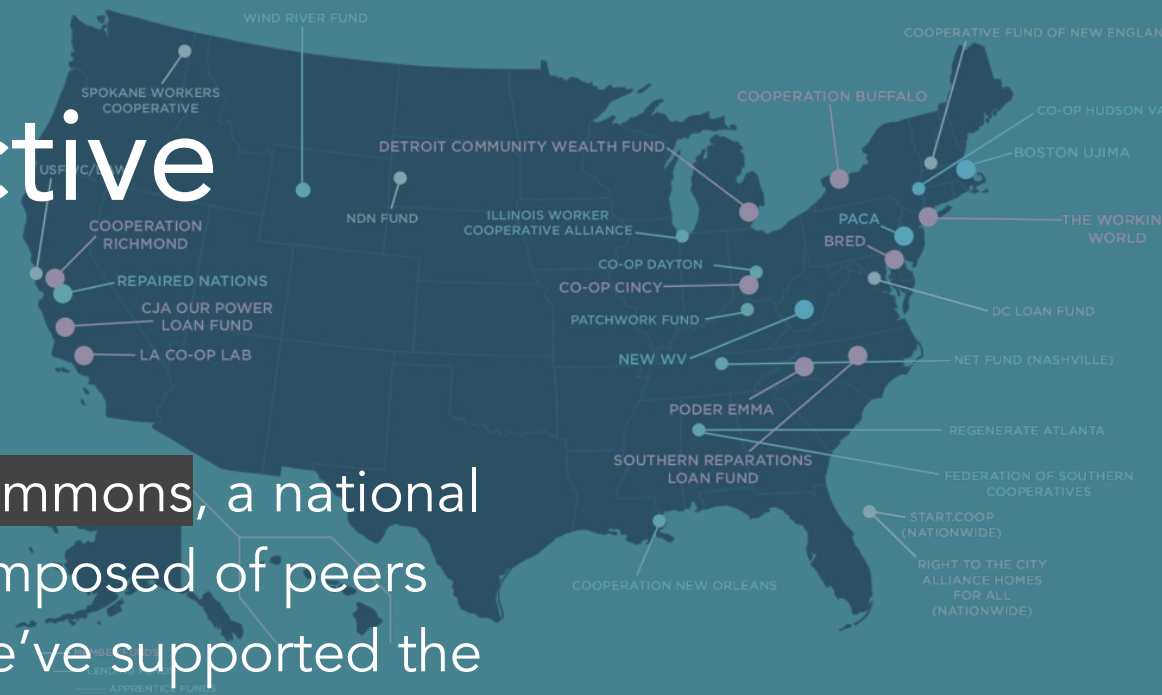 WIND RIVER FUND
COOPERATIVE FUND OF NEW ENGLAN
SPOKANE WORKERS
COOPERATIVE
COOPERATION BUFFALO
CO-OP HUDSON VA
ctive
DETROIT COMMUNITY WEALTH FUND
BOSTON UJIMA
NDN FUND
ILLINOIS WORKER
COOPERATIVE ALLIANCE
PACA
THE WORKIN
WORLD
COOPERATION
RICHMOND
BRED
CO-OP DAYTON
REPAIRED NATIONS
CO-OP CINCY
CJA OUR POWER
LOAN FUND
DC LOAN FUND
PATCHWORK FUND
LA CO-OP LAB
NEW WV
NET FUND (NASHVILLE)
PODER EMMA
REGENERATE ATLANTA
SOUTHERN REPARATIONS
LOAN FUND
FEDERATION OF SOUTHERN
COOPERATIVES
mmons, a national
START.COOP
(NATIONWIDE)
mposed of peers
RIGHT TO THE CITY
ALLIANCE HOMES
FOR ALL
(NATIONWIDE)
COOPERATION NEW ORLEANS
e've supported the
MEMBER FUNDS
LENDING FUNDS
APPRENTICE FUNDS